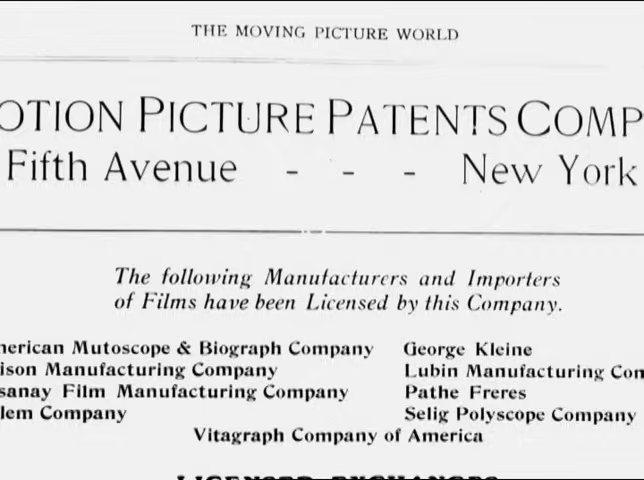 THE MOVING PICTURE WORLD
OTION PICTURE PATENTS COMP
Fifth Avenue - - - New York
The following Manufacturers and Importers
of Films have been Licensed by this Company.
nerican Mutoscope & Biograph Company George Kleine
ison Manufacturing Company Lubin Manufacturing Com
sanay Film Manufacturing Company Pathe Freres
lem Company Selig Polyscope Company
Vitagraph Company of America
LICENSED EXCHANGES